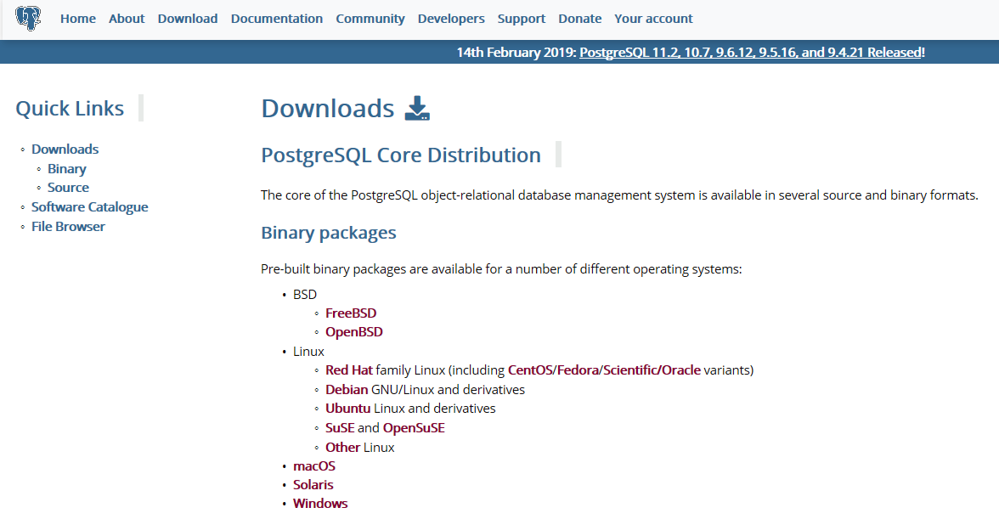 Home About Download Documentation Community Developers Support Donate Your account
14th February 2019: PostgreSQL 11.2, 10.7, 9.6.12, 9.5.16, and 9.4.21 Released!
Quick Links
Downloads
Binary
Source
Software Catalogue
File Browser
Downloads
PostgreSQL Core Distribution
The core of the PostgreSQL object-relational database management system is available in several source and binary formats.
Binary packages
Pre-built binary packages are available for a number of different operating systems:
BSD
FreeBSD
OpenBSD
Linux
Red Hat family Linux (including CentOS/Fedora/Scientific/Oracle variants)
Debian GNU/Linux and derivatives
Ubuntu Linux and derivatives
SuSE and OpenSuSE
Other Linux
macOS
Solaris
Windows